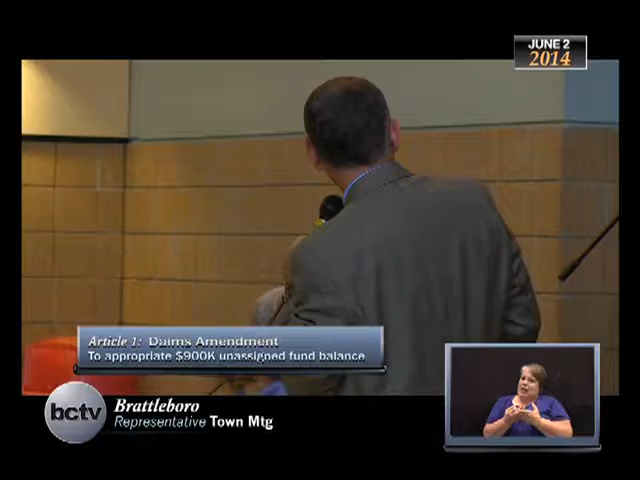 JUNE 2
2014
Article 1: Daims Amendment
To appropriate $900K unassigned fund balance
bctv
Brattleboro
Representative Town Mtg